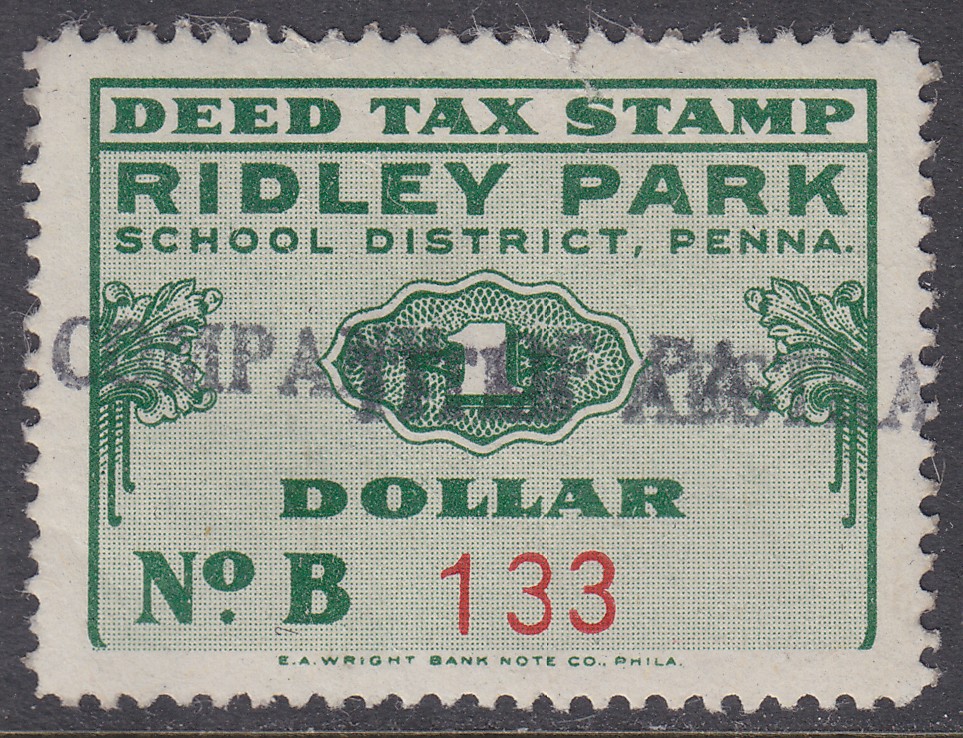 DEED TAX STAMP
RIDLEY PARK
SCHOOL DISTRICT, PENNA.
1
DOLLAR
No. B 133
E.A. WRIGHT BANK NOTE CO., PHILA.